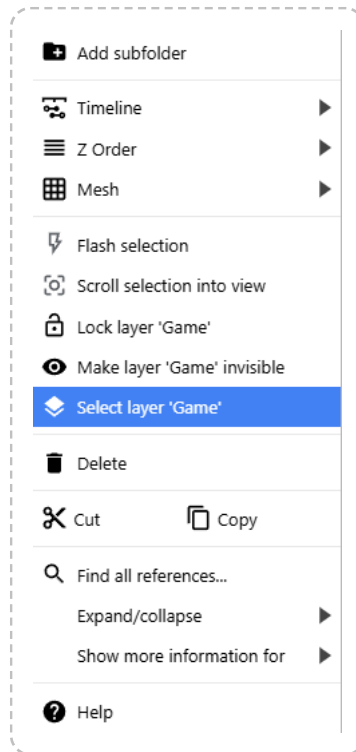 Add subfolder
Timeline
Z Order
Mesh
Flash selection
Scroll selection into view
Lock layer 'Game'
Make layer 'Game' invisible
Select layer 'Game'
Delete
Cut Copy
Find all references...
Expand/collapse
Show more information for
Help